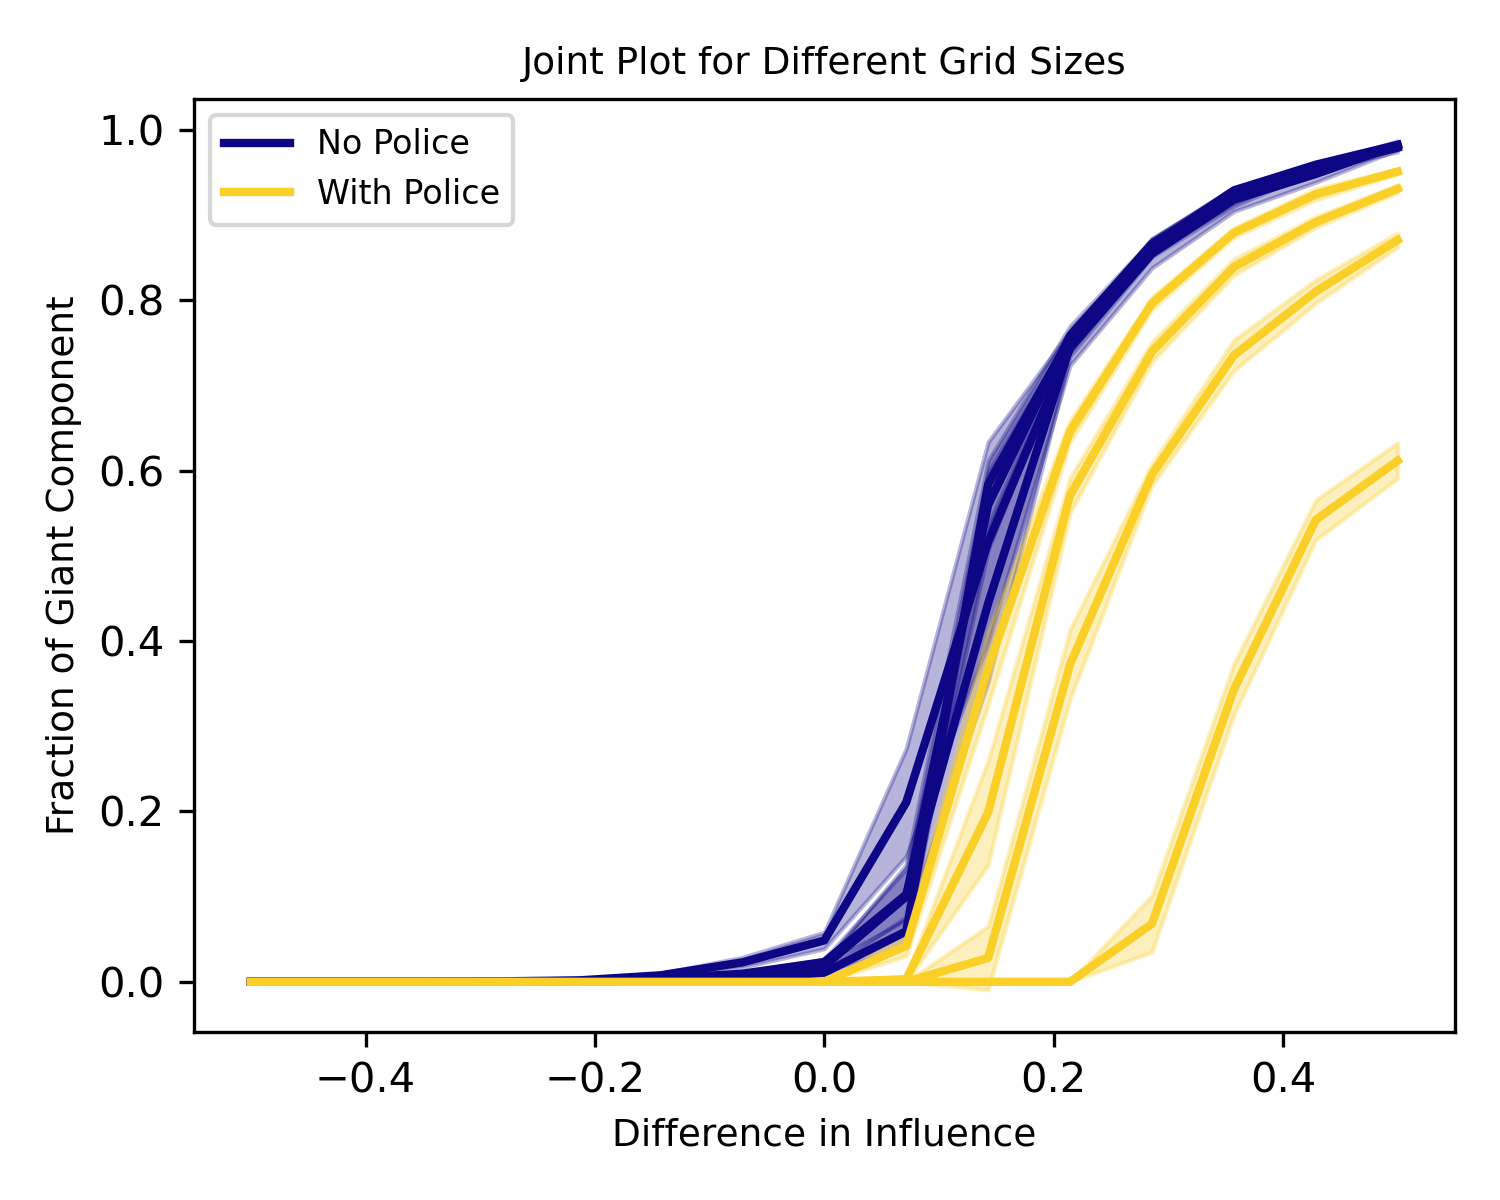 Joint Plot for Different Grid Sizes
1.0
0.8
0.6
0.4
0.2
0.0
Fraction of Giant Component
No Police
With Police
−0.4
−0.2
0.0
0.2
0.4
Difference in Influence